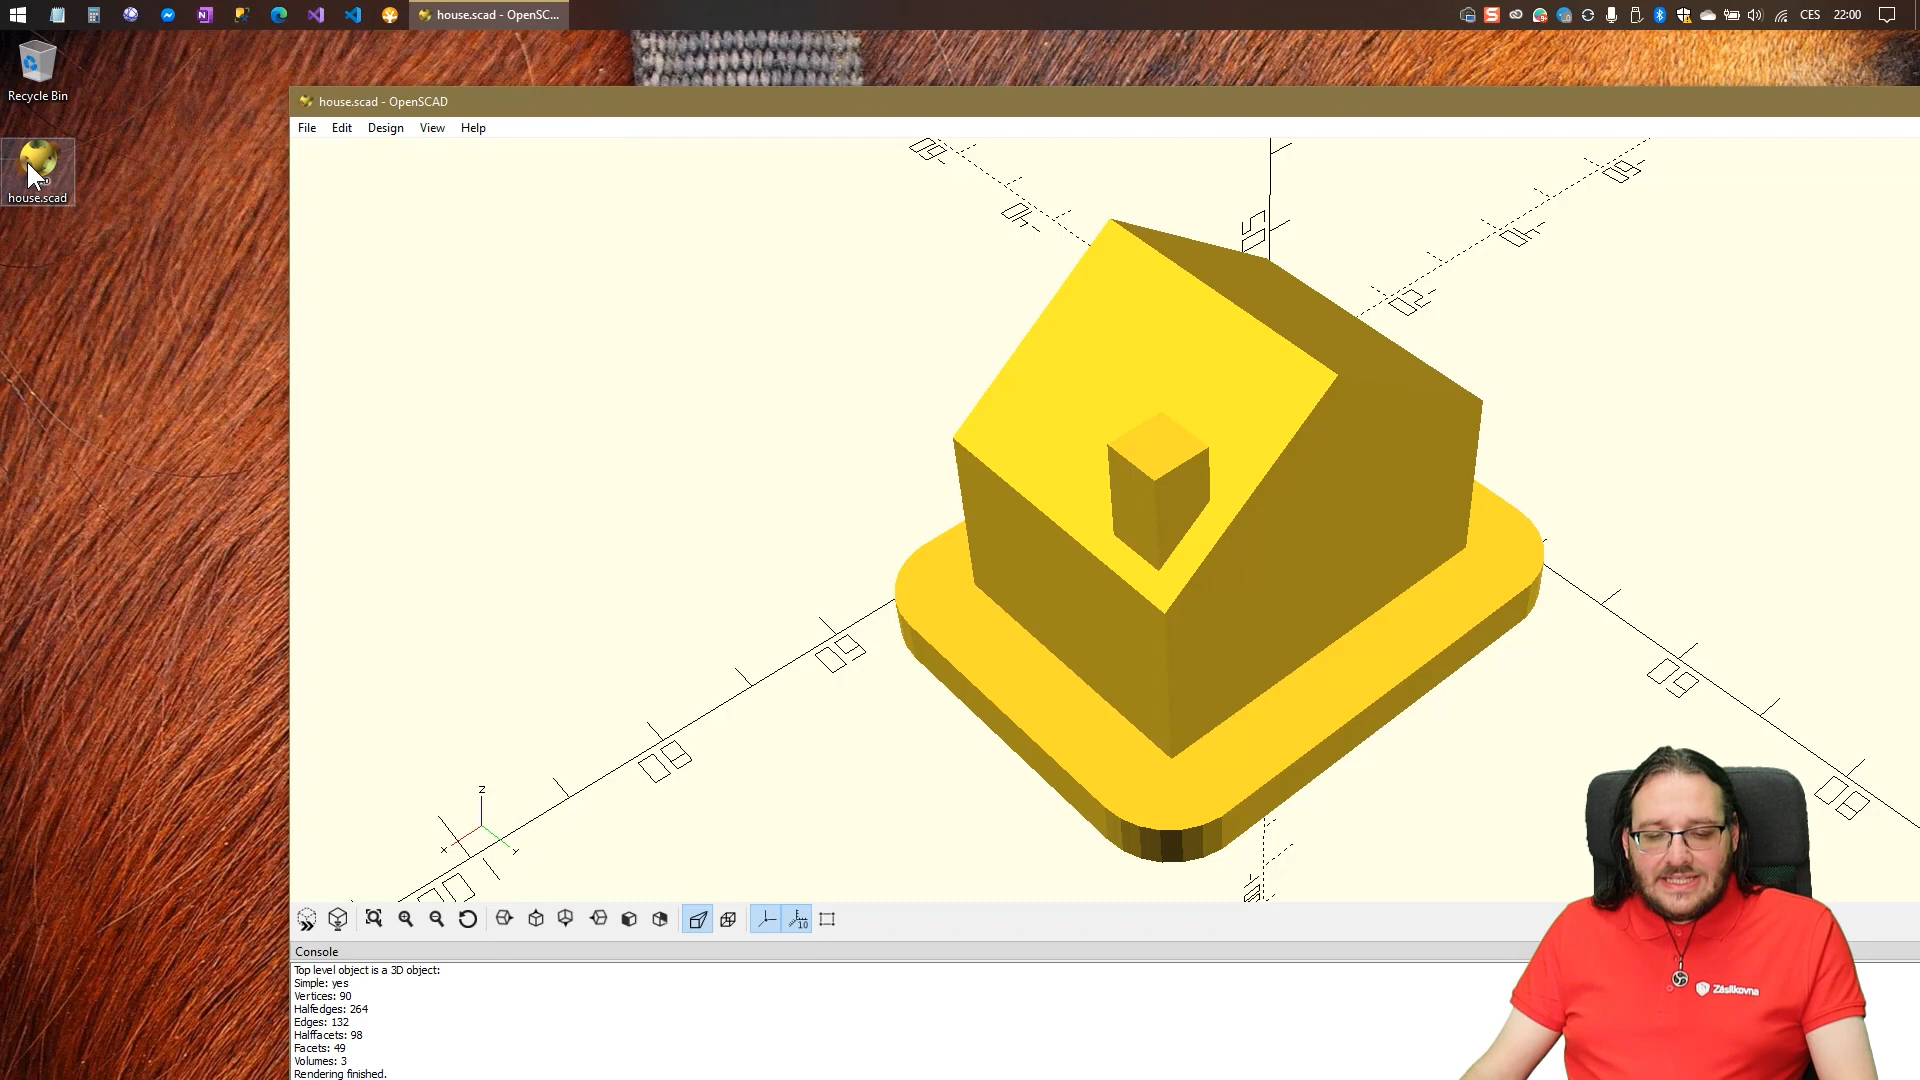 house.scad - OpenSC...
CES
22:00
Recycle Bin
house.scad
house.scad - OpenSCAD
File Edit Design View Help
Z
X
Y
10
Console
Top level object is a 3D object:
Simple: yes
Vertices: 90
Halfedges: 264
Edges: 132
Halffacets: 98
Facets: 49
Volumes: 3
Rendering finished.
Zásilkovna